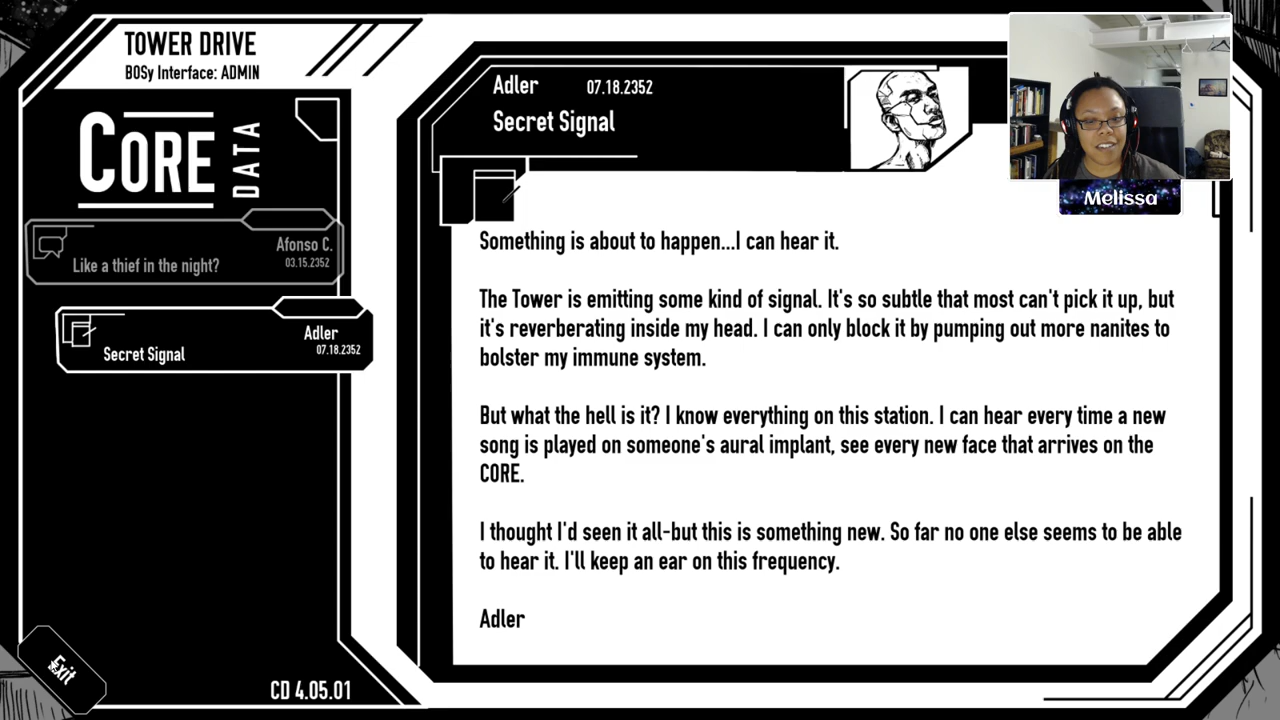 TOWER DRIVE
BOSy Interface: ADMIN
CORE
DATA
Afonso C.
Like a thief in the night?
03.15.2352
Adler
Secret Signal
07.18.2352
Exit
CD 4.05.01
Adler 07.18.2352
Secret Signal
Melissa
Something is about to happen...I can hear it.
The Tower is emitting some kind of signal. It's so subtle that most can't pick it up, but
it's reverberating inside my head. I can only block it by pumping out more nanites to
bolster my immune system.
But what the hell is it? I know everything on this station. I can hear every time a new
song is played on someone's aural implant, see every new face that arrives on the
CORE.
I thought I'd seen it all-but this is something new. So far no one else seems to be able
to hear it. I'll keep an ear on this frequency.
Adler